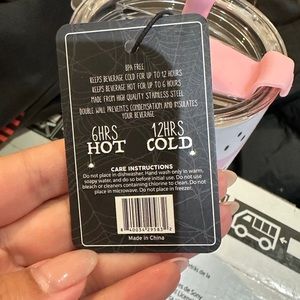 BPA FREE
KEEPS BEVERAGE COLD FOR UP TO 12 HOURS
KEEPS BEVERAGE HOT FOR UP TO 6 HOURS
MADE FROM HIGH QUALITY STAINLESS STEEL
DOUBLE WALL PREVENTS CONDENSATION AND INSULATES
YOUR BEVERAGE
6HRS 12HRS
HOT COLD
CARE INSTRUCTIONS
Do not place in dishwasher. Hand wash only in warm,
soapy water, and do so before initial use. Do not use
bleach or cleaners containing chlorine to clean. Do not
place in microwave. Do not place in freezer.
Made in China